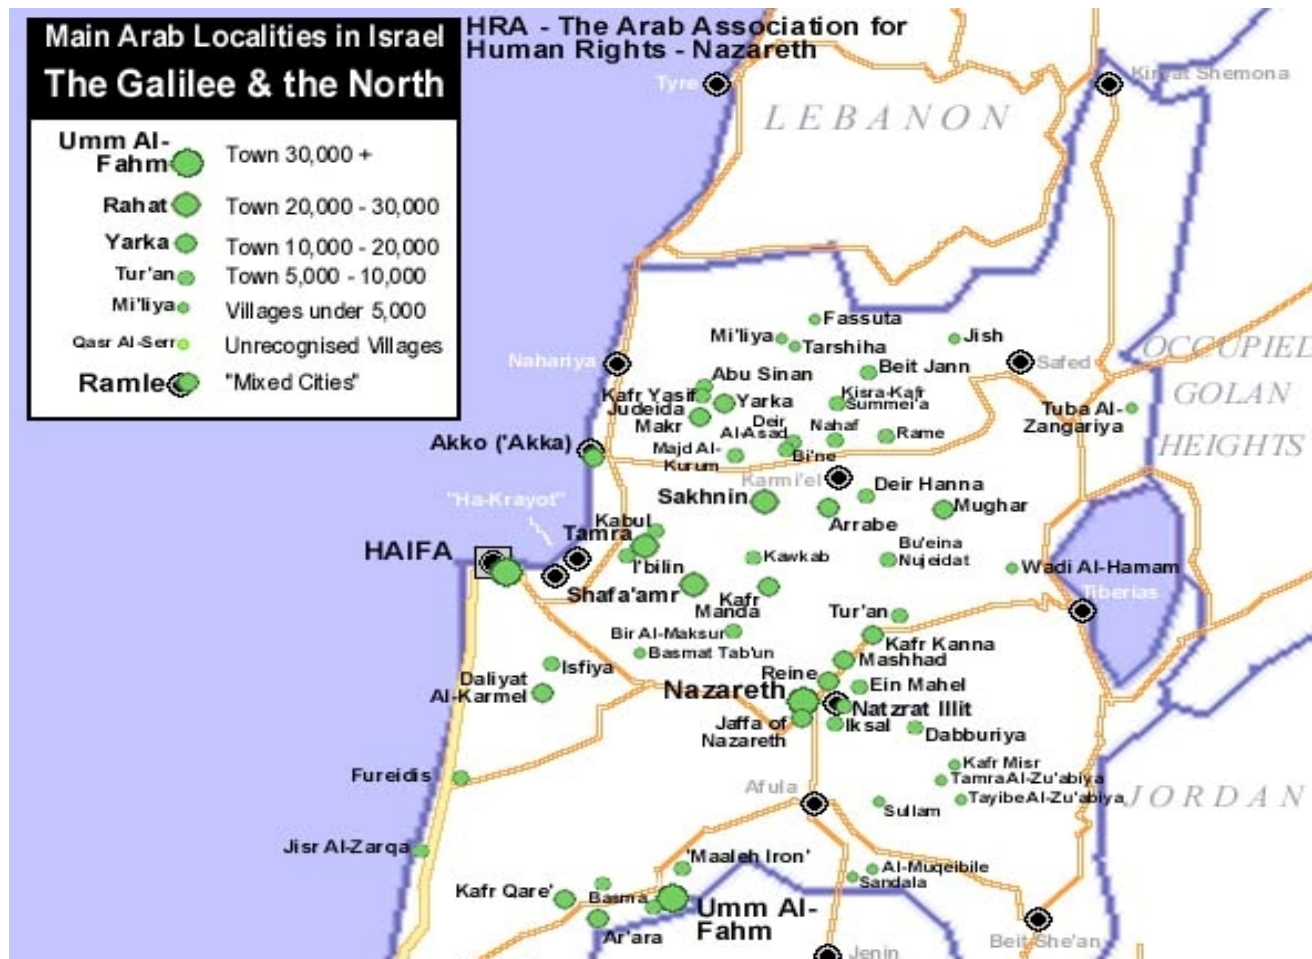 Main Arab Localities in Israel
The Galilee & the North
HRA - The Arab Association for
Human Rights - Nazareth
Umm Al-
Fahm
Town 30,000 +
Rahat
Town 20,000 - 30,000
Yarka
Town 10,000 - 20,000
Tur'an
Town 5,000 - 10,000
Mi'liya
Villages under 5,000
Qasr Al-Serr
Unrecognised Villages
Ramle
"Mixed Cities"
Tyre
Kiryat Shemona
LEBANON
Fassuta
Mi'liya
Tarshiha
Jish
OCCUPIED
GOLAN
HEIGHTS
Nahariya
Safed
Abu Sinan
Beit Jann
Kafr Yasif
Yarka
Kisra-Kafr
Summei'a
Judeida
Makr
Tuba Al-
Zangariya
Deir
Al-Asad
Nahaf
Rame
Akko ('Akka)
Majd Al-
Kurum
Bi'ne
Karmi'el
Sakhnin
Deir Hanna
Mughar
Arrabe
"Ha-Krayot"
Kabul
Tamra
HAIFA
I'bilin
Kawkab
Bu'eina
Nujeidat
Wadi Al-Hamam
Tiberias
Shafa'amr
Kafr
Manda
Tur'an
Bir Al-Maksur
Kafr Kanna
Basmat Tab'un
Mashhad
Isfiya
Daliyat
Al-Karmel
Reine
Ein Mahel
Nazareth
Natzrat Illit
Jaffa of
Nazareth
Iksal
Dabburiya
Fureidis
Kafr Misr
Tamra Al-Zu'abiya
Afula
Tayibe Al-Zu'abiya
Sullam
JORDAN
Jisr Al-Zarqa
'Maaleh Iron'
Al-Muqeibile
Sandala
Kafr Qare'
Basma
Umm Al-
Fahm
Ar'ara
Beit She'an
Jenin